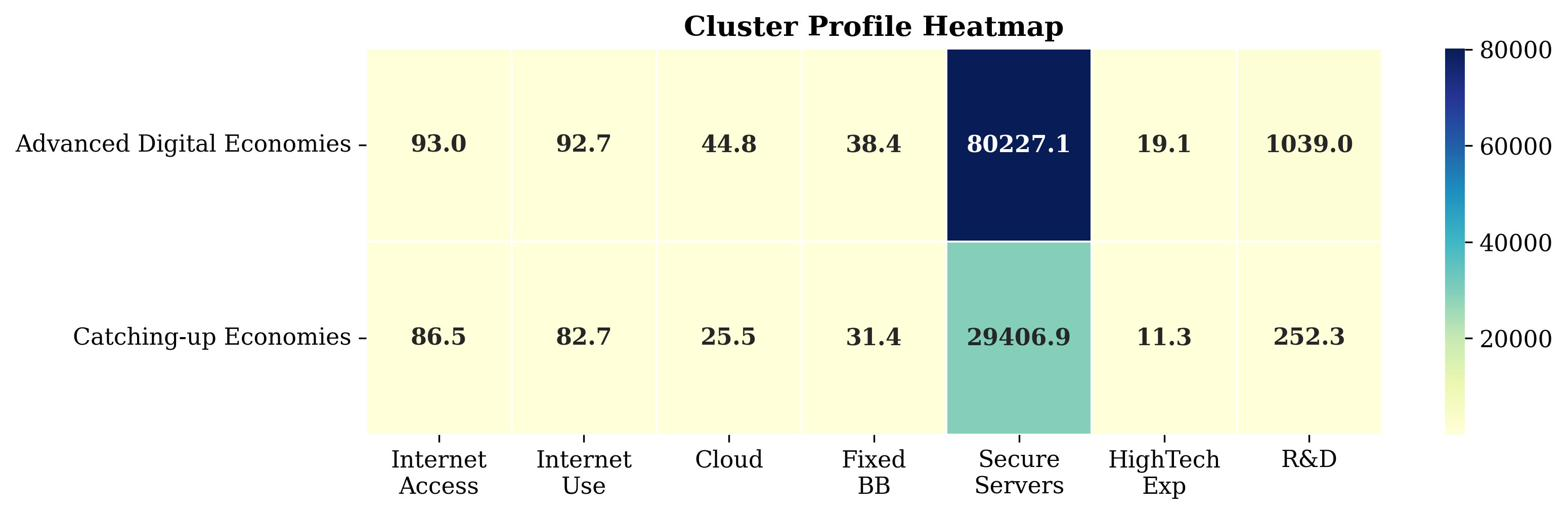 Cluster Profile Heatmap
Advanced Digital Economies
93.0 92.7 44.8 38.4 80227.1 19.1 1039.0
Catching-up Economies
86.5 82.7 25.5 31.4 29406.9 11.3 252.3
Internet Access
Internet Use
Cloud
Fixed BB
Secure Servers
HighTech Exp
R&D
80000
60000
40000
20000